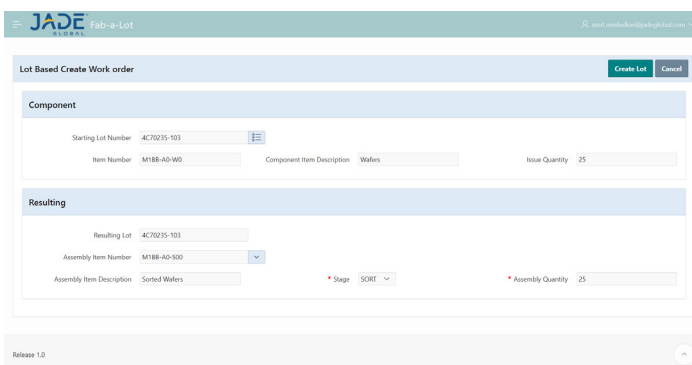 JADE GLOBAL Fab-a-Lot
Lot Based Create Work order Create Lot Cancel
Component
Starting Lot Number 4C70235-103
Item Number M1BB-A0-W0 Component Item Description Wafers Issue Quantity 25
Resulting
Resulting Lot 4C70235-103
Assembly Item Number M1BB-A0-S00
Assembly Item Description Sorted Wafers * Stage SORT * Assembly Quantity 25
Release 1.0